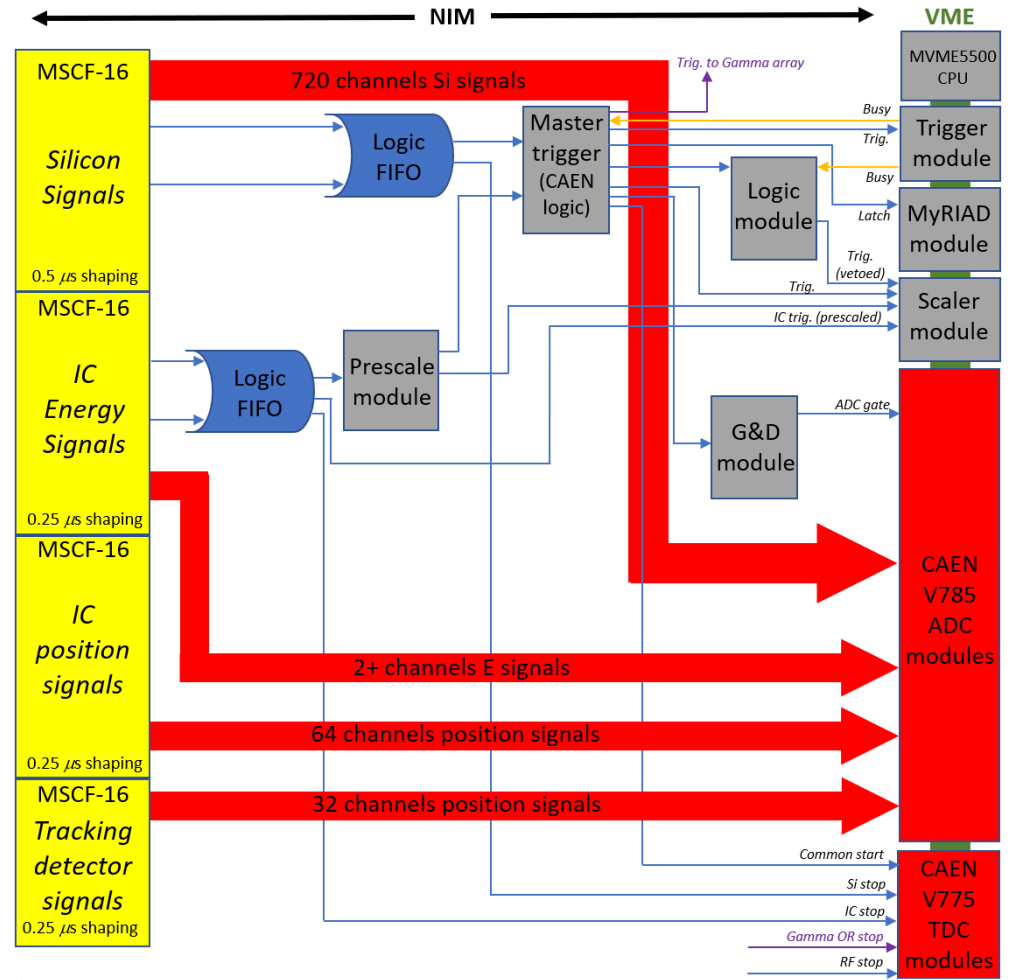 NIM
VME
MSCF-16
Silicon
Signals
0.5 μs shaping
MSCF-16
IC
Energy
Signals
0.25 μs shaping
MSCF-16
IC
position
signals
0.25 μs shaping
MSCF-16
Tracking
detector
signals
0.25 μs shaping
720 channels Si signals
Logic
FIFO
Logic
FIFO
Prescale
module
Master
trigger
(CAEN
logic)
Trig. to Gamma array
Logic
module
G&D
module
Busy
Trig.
Busy
Latch
Trig.
(vetoed)
Trig.
IC trig. (prescaled)
ADC gate
2+ channels E signals
64 channels position signals
32 channels position signals
Common start
Si stop
IC stop
Gamma OR stop
RF stop
MVME5500
CPU
Trigger
module
MyRIAD
module
Scaler
module
CAEN
V785
ADC
modules
CAEN
V775
TDC
modules